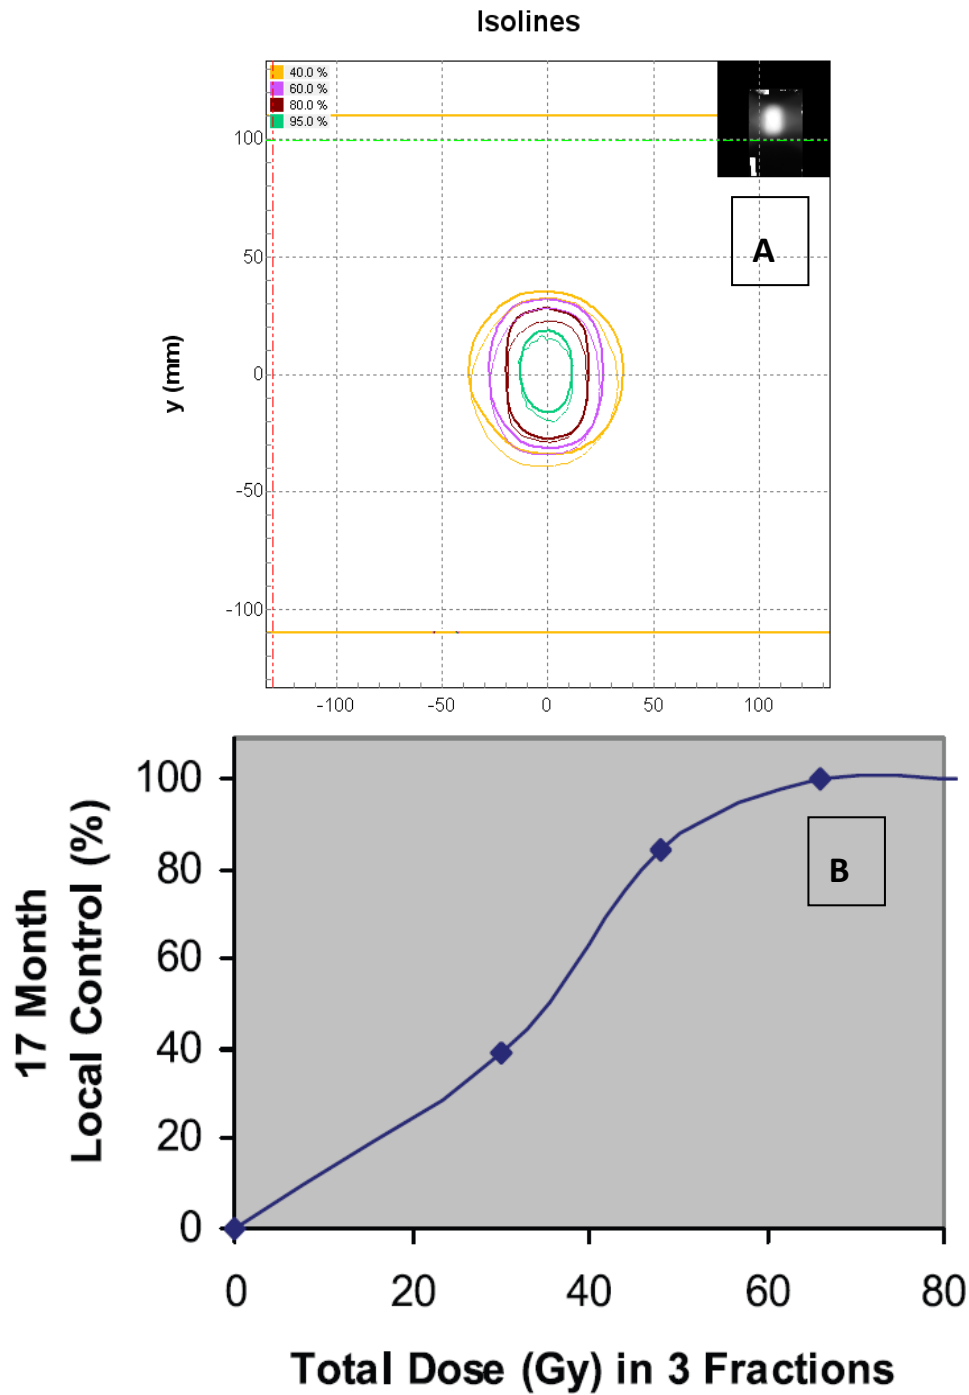 Isolines
40.0 %
60.0 %
80.0 %
95.0 %
100
50
0
-50
-100
y (mm)
A
-100 -50 0 50 100
100
80
60
40
20
0
17 Month
Local Control (%)
B
0 20 40 60 80
Total Dose (Gy) in 3 Fractions